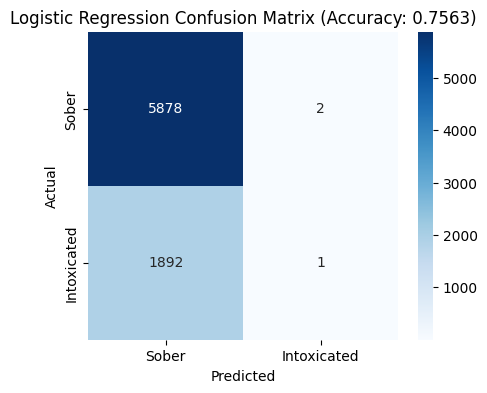 Logistic Regression Confusion Matrix (Accuracy: 0.7563)
Sober
5878
2
Actual
Intoxicated
1892
1
Sober
Intoxicated
Predicted
5000
4000
3000
2000
1000